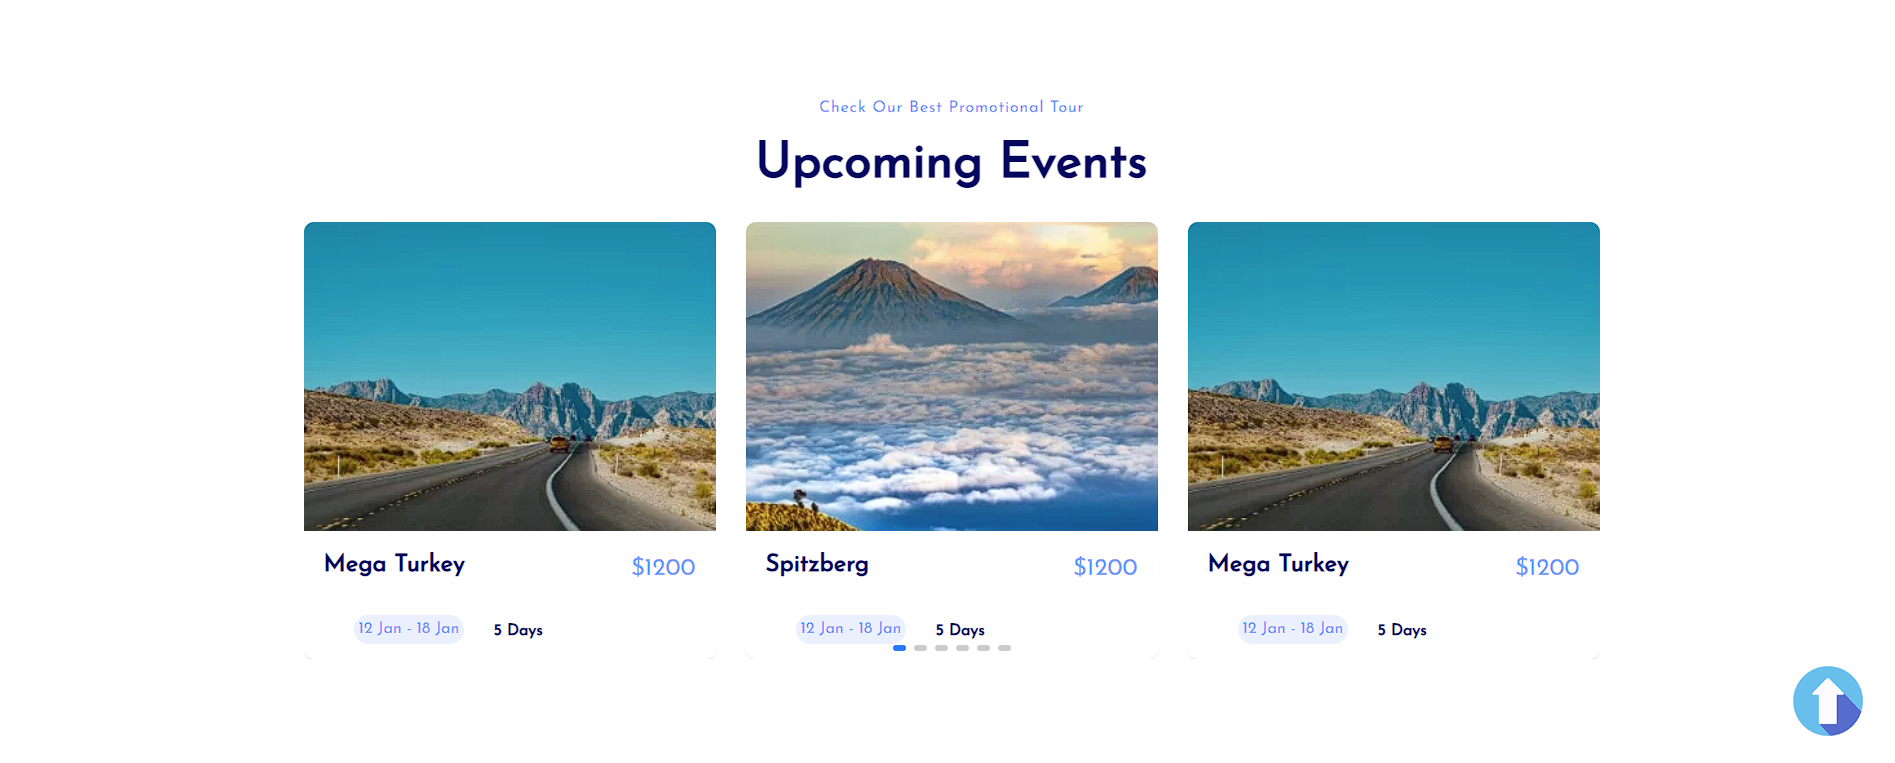 Check Our Best Promotional Tour
Upcoming Events
Mega Turkey
$1200
12 Jan - 18 Jan
5 Days
Spitzberg
$1200
12 Jan - 18 Jan
5 Days
Mega Turkey
$1200
12 Jan - 18 Jan
5 Days